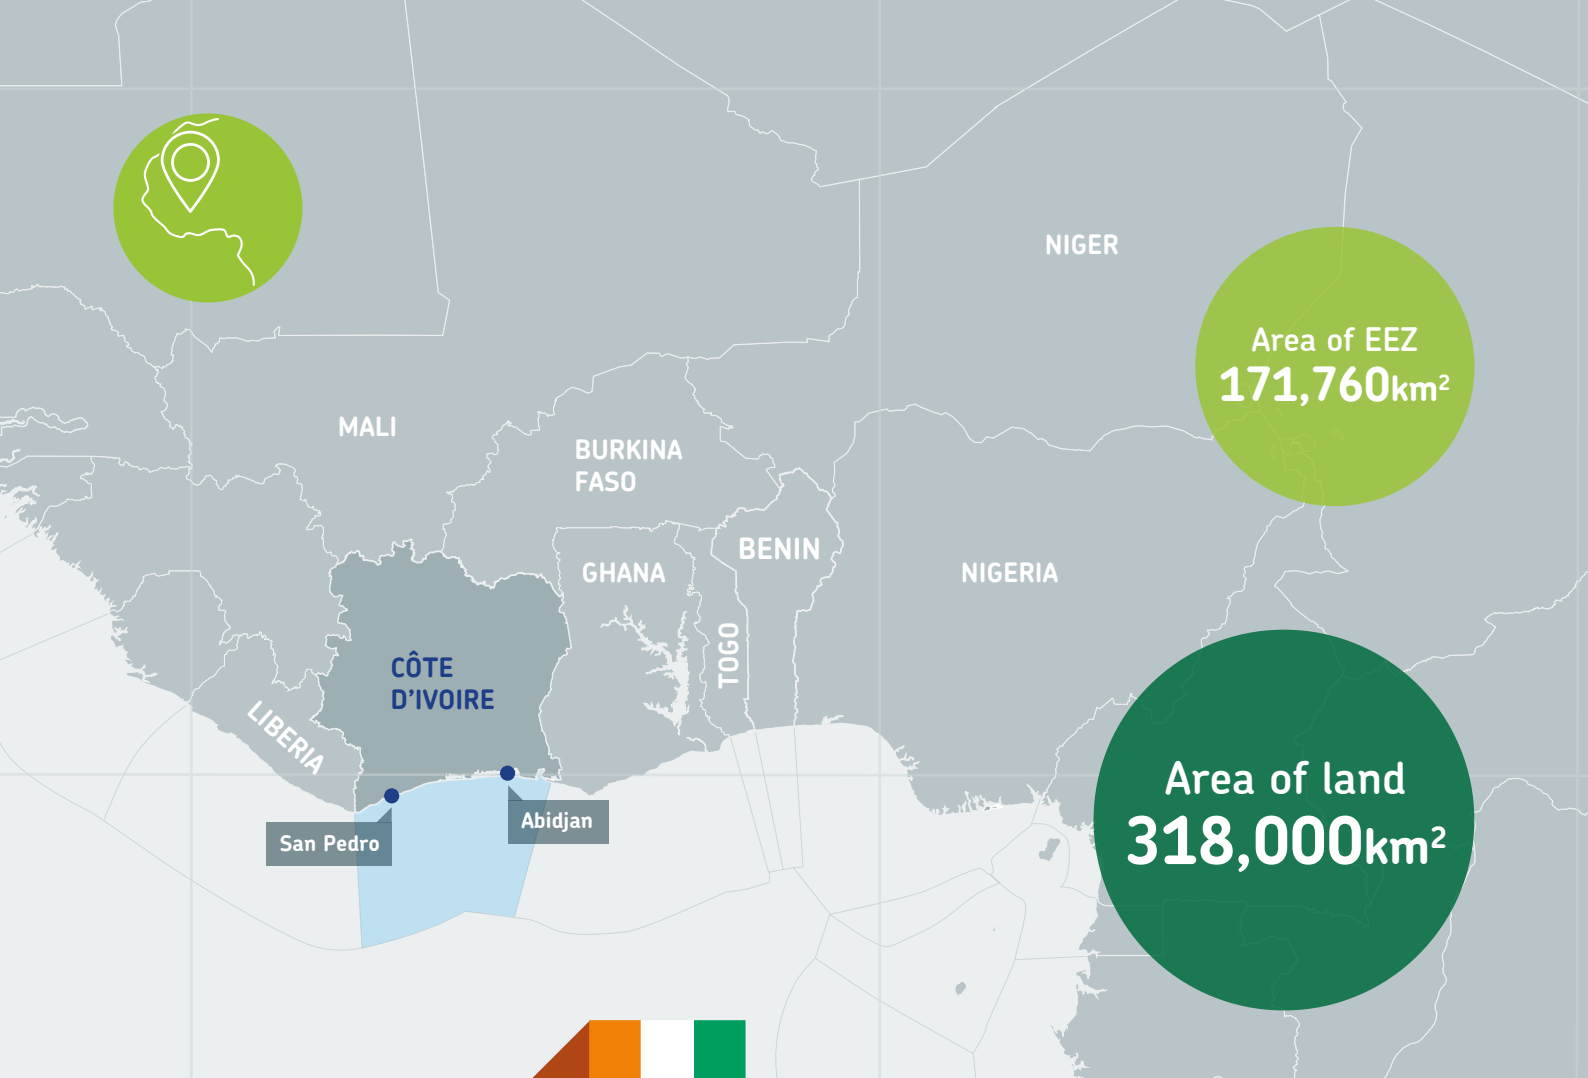 NIGER
Area of EEZ
171,760km²
MALI
BURKINA
FASO
BENIN
GHANA
NIGERIA
TOGO
CÔTE
D’IVOIRE
LIBERIA
Area of land
318,000km²
Abidjan
San Pedro